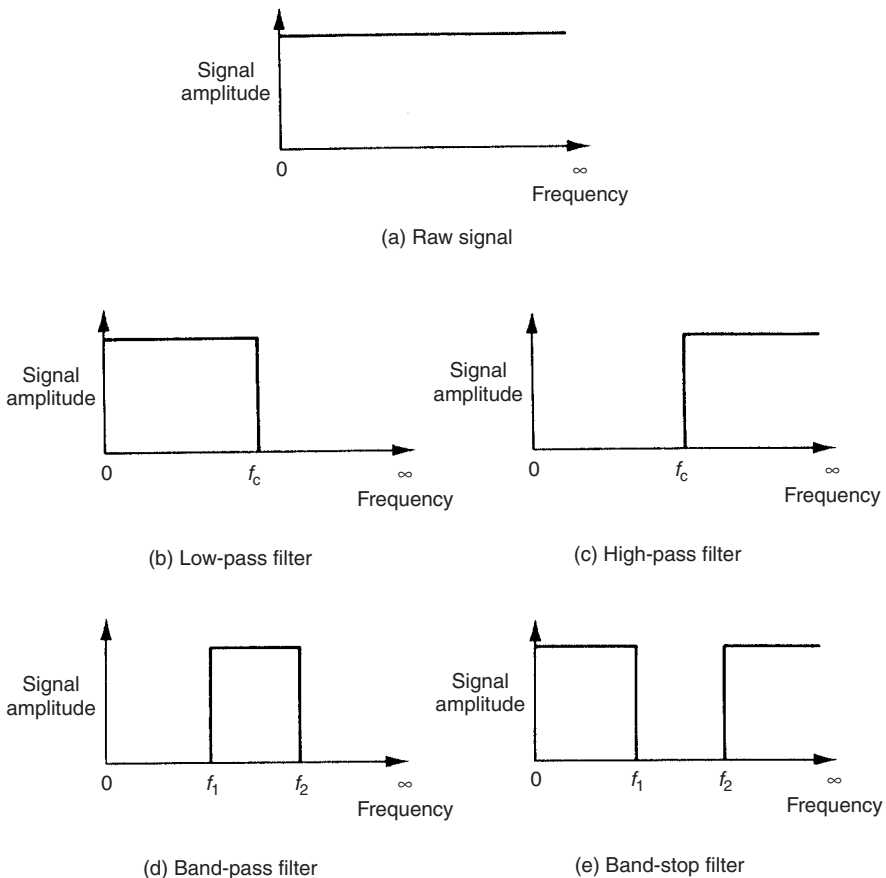 Signal
amplitude
0
∞
Frequency
(a) Raw signal
Signal
amplitude
0
fc
∞
Frequency
(b) Low-pass filter
Signal
amplitude
0
fc
∞
Frequency
(c) High-pass filter
Signal
amplitude
0
f1
f2
∞
Frequency
(d) Band-pass filter
Signal
amplitude
0
f1
f2
∞
Frequency
(e) Band-stop filter